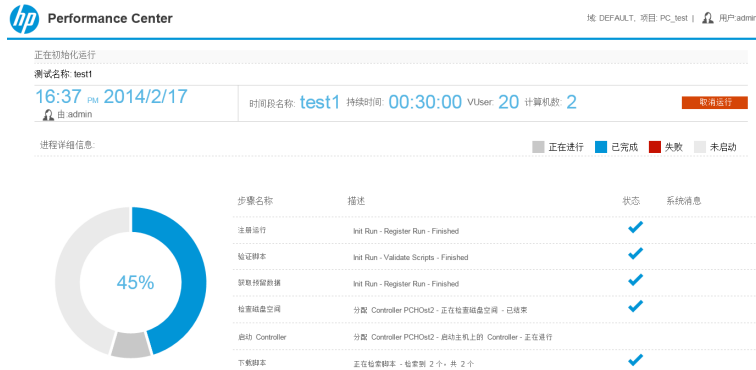 hp Performance Center
域: DEFAULT, 项目: PC_test | 用户:admin
正在初始化运行
测试名称: test1
16:37 PM 2014/2/17
由:admin
时间段名称: test1 持续时间: 00:30:00 VUser: 20 计算机数: 2
取消运行
进程详细信息:
正在进行 已完成 失败 未启动
步骤名称 描述 状态 系统消息
45%
注册运行 Init Run - Register Run - Finished
验证脚本 Init Run - Validate Scripts - Finished
获取预留数据 Init Run - Register Run - Finished
检查磁盘空间 分配 Controller PCHOst2 - 正在检查磁盘空间 - 已结束
启动 Controller 分配 Controller PCHOst2 - 启动主机上的 Controller - 正在进行
下载脚本 正在检索脚本 - 检索到 2 个，共 2 个